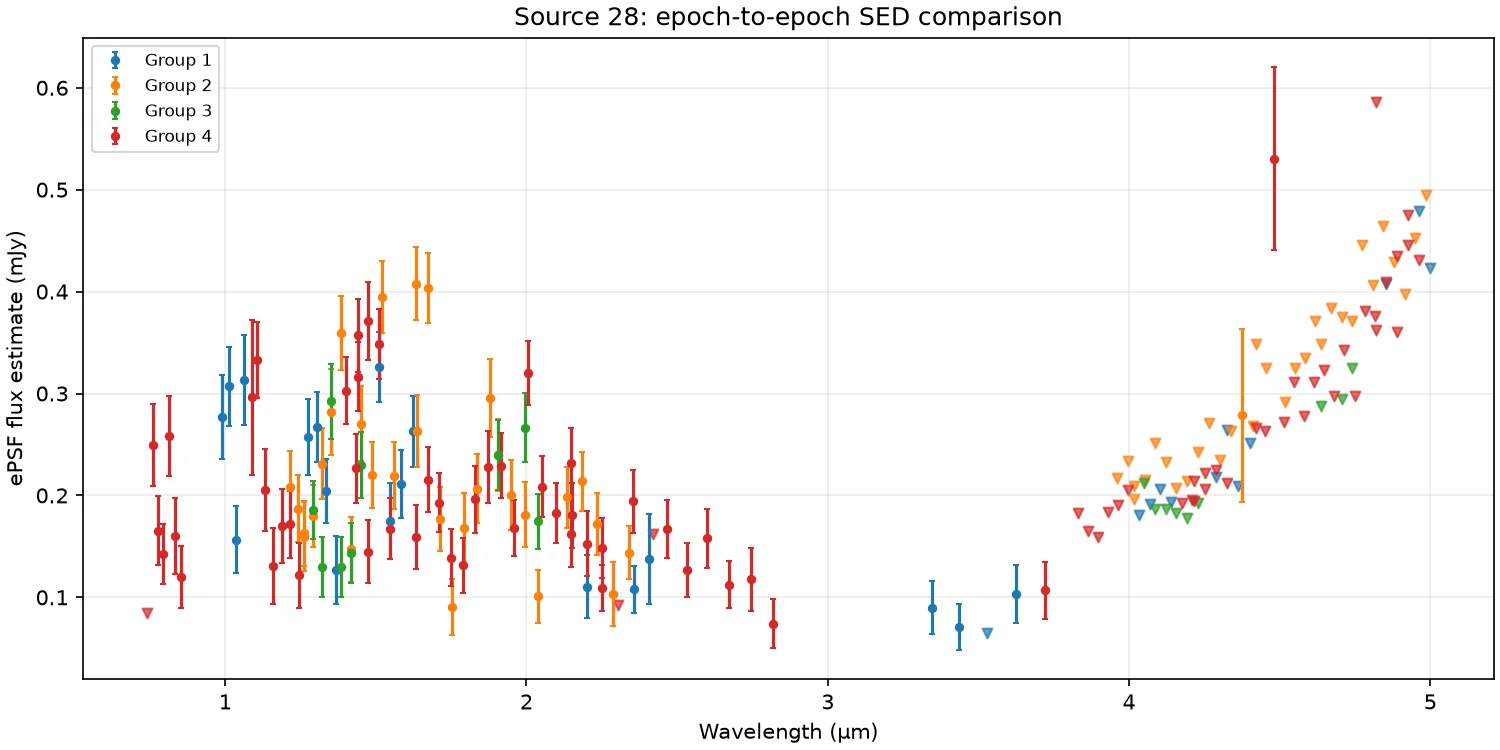 Source 28: epoch-to-epoch SED comparison
Group 1
Group 2
Group 3
Group 4
ePSF flux estimate (mJy)
0.6
0.5
0.4
0.3
0.2
0.1
1 2 3 4 5
Wavelength (μm)